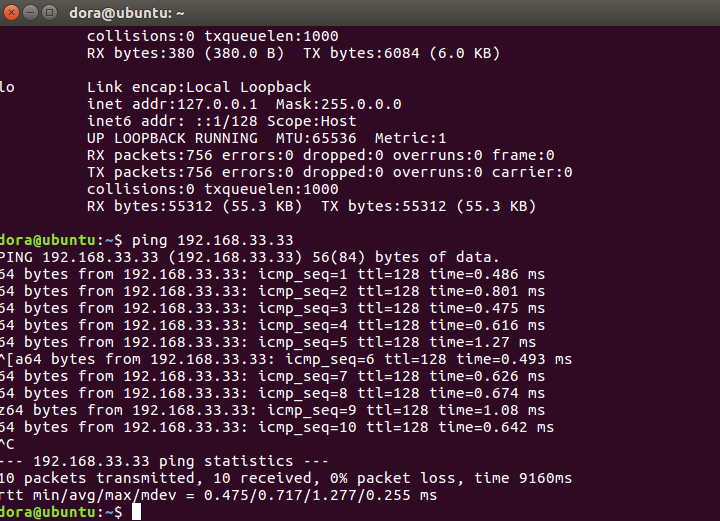 dora@ubuntu: ~
collisions:0 txqueuelen:1000
RX bytes:380 (380.0 B)  TX bytes:6084 (6.0 KB)
lo        Link encap:Local Loopback
inet addr:127.0.0.1  Mask:255.0.0.0
inet6 addr: ::1/128 Scope:Host
UP LOOPBACK RUNNING  MTU:65536  Metric:1
RX packets:756 errors:0 dropped:0 overruns:0 frame:0
TX packets:756 errors:0 dropped:0 overruns:0 carrier:0
collisions:0 txqueuelen:1000
RX bytes:55312 (55.3 KB)  TX bytes:55312 (55.3 KB)
dora@ubuntu:~$ ping 192.168.33.33
PING 192.168.33.33 (192.168.33.33) 56(84) bytes of data.
64 bytes from 192.168.33.33: icmp_seq=1 ttl=128 time=0.486 ms
64 bytes from 192.168.33.33: icmp_seq=2 ttl=128 time=0.801 ms
64 bytes from 192.168.33.33: icmp_seq=3 ttl=128 time=0.475 ms
64 bytes from 192.168.33.33: icmp_seq=4 ttl=128 time=0.616 ms
64 bytes from 192.168.33.33: icmp_seq=5 ttl=128 time=1.27 ms
^[a64 bytes from 192.168.33.33: icmp_seq=6 ttl=128 time=0.493 ms
64 bytes from 192.168.33.33: icmp_seq=7 ttl=128 time=0.626 ms
64 bytes from 192.168.33.33: icmp_seq=8 ttl=128 time=0.674 ms
z64 bytes from 192.168.33.33: icmp_seq=9 ttl=128 time=1.08 ms
64 bytes from 192.168.33.33: icmp_seq=10 ttl=128 time=0.642 ms
^C
--- 192.168.33.33 ping statistics ---
10 packets transmitted, 10 received, 0% packet loss, time 9160ms
rtt min/avg/max/mdev = 0.475/0.717/1.277/0.255 ms
dora@ubuntu:~$